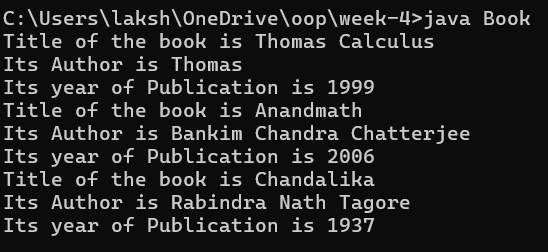 C:\Users\laksh\OneDrive\oop\week-4>java Book
Title of the book is Thomas Calculus
Its Author is Thomas
Its year of Publication is 1999
Title of the book is Anandmath
Its Author is Bankim Chandra Chatterjee
Its year of Publication is 2006
Title of the book is Chandalika
Its Author is Rabindra Nath Tagore
Its year of Publication is 1937